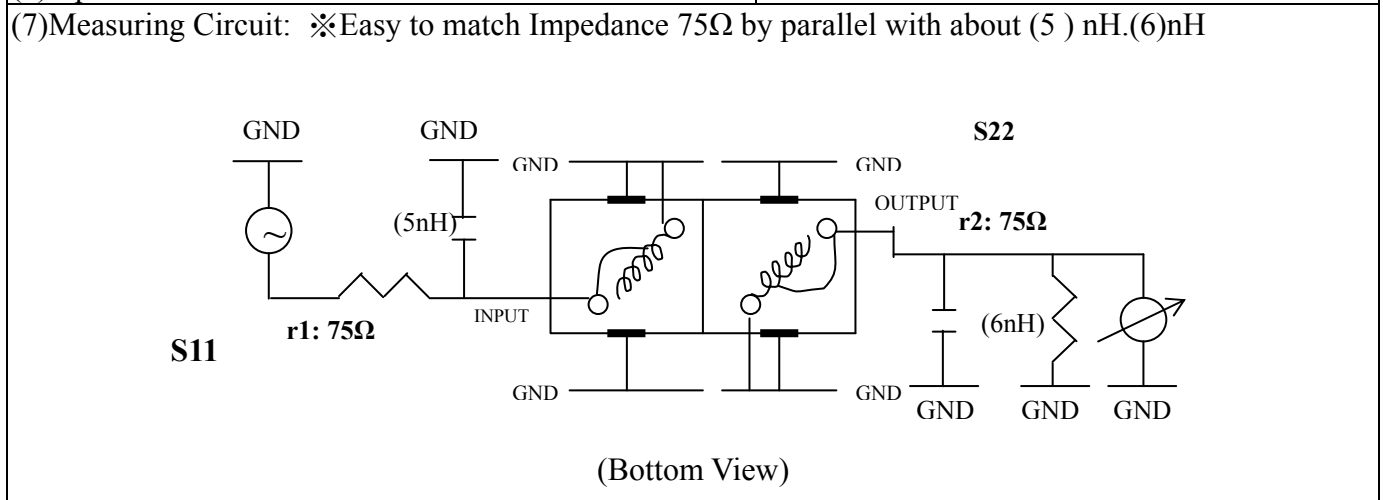 (7)Measuring Circuit: ※Easy to match Impedance 75Ω by parallel with about (5 ) nH.(6)nH
GND
GND
S22
GND
GND
OUTPUT
(5nH)
r2: 75Ω
INPUT
(6nH)
r1: 75Ω
S11
GND
GND
GND
GND
GND
(Bottom View)